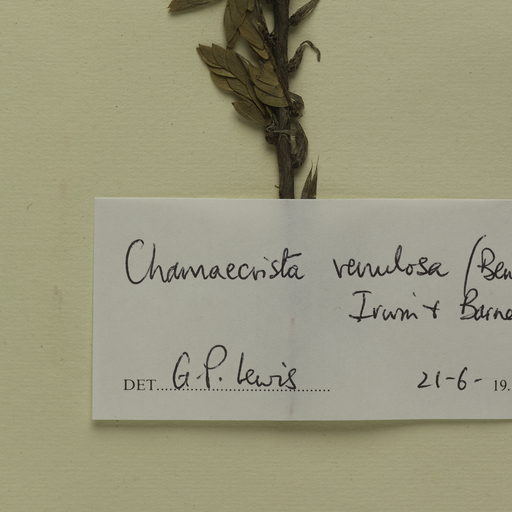 Chamaecrista venulosa (Ben
Irwin + Barne
DET. G.P. Lewis 21-6- 19.